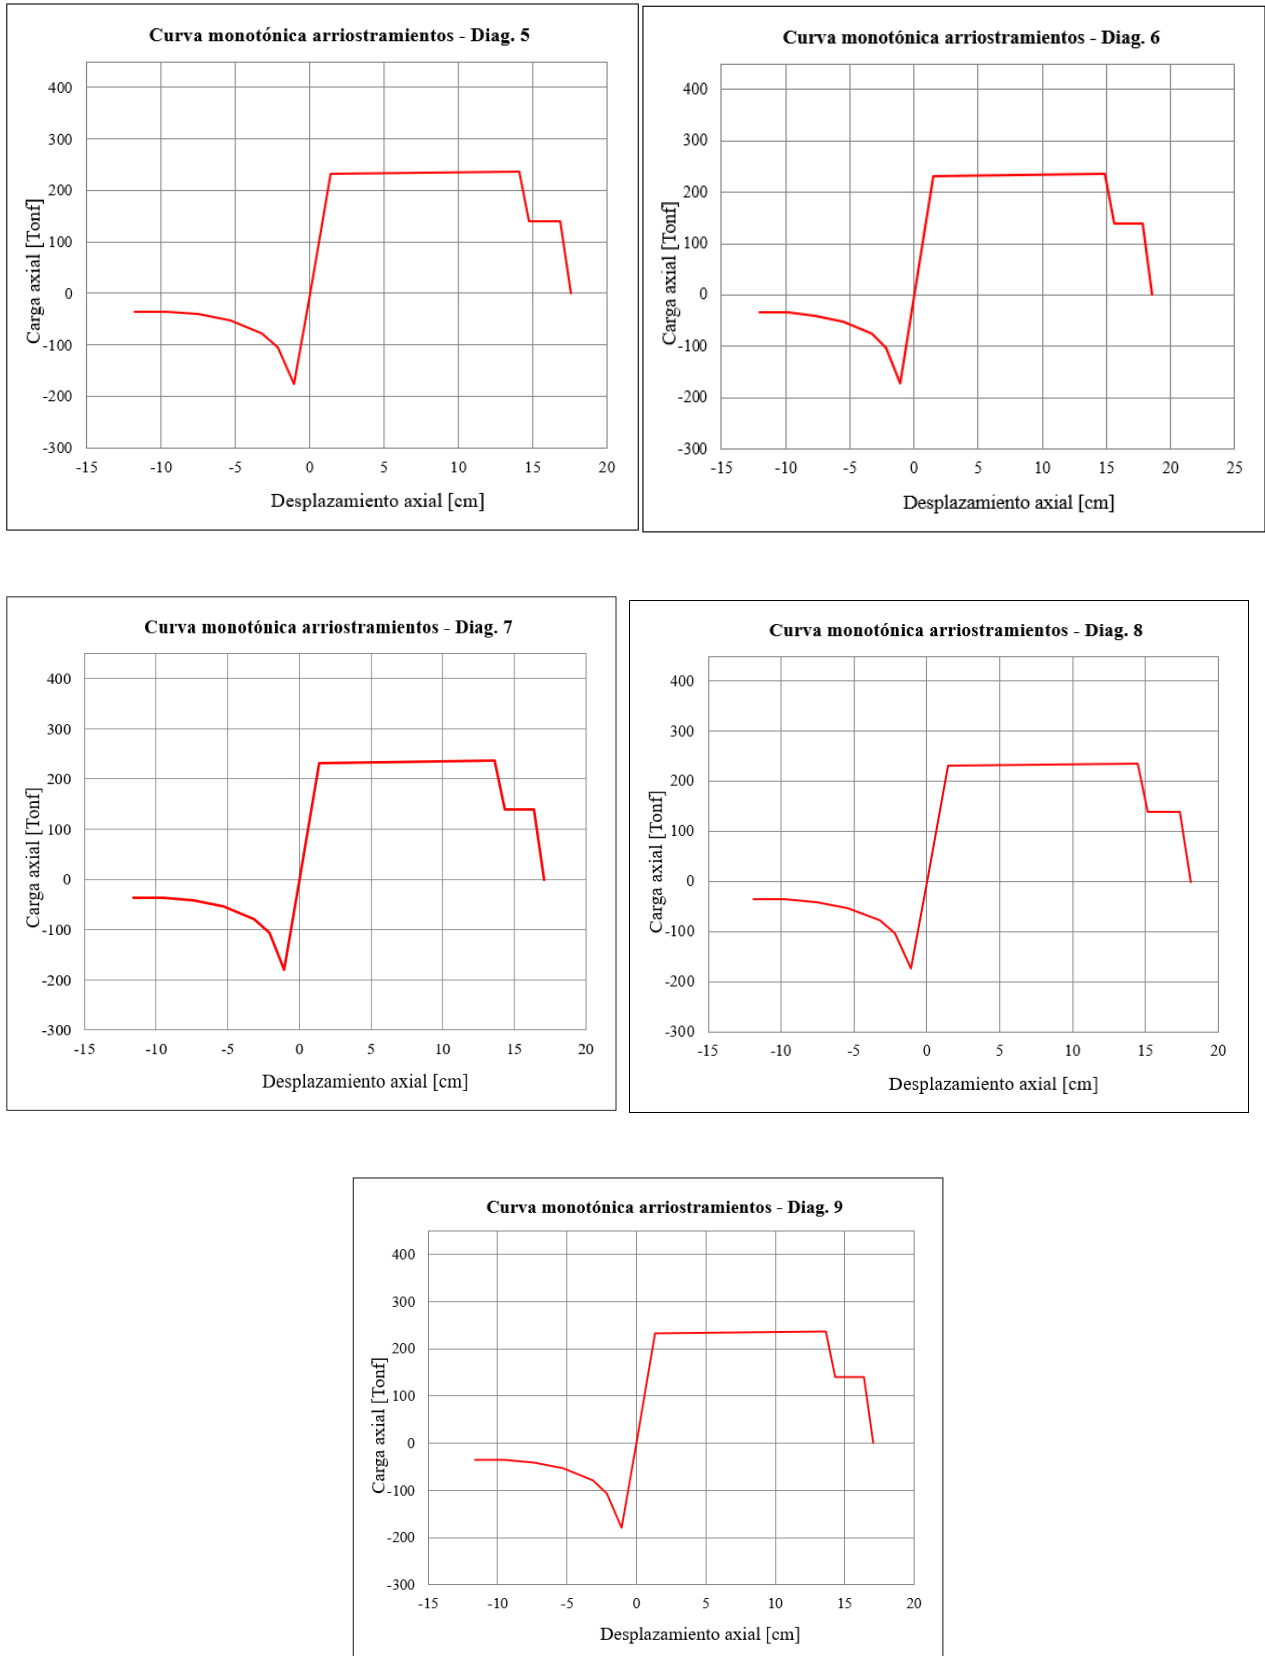 Curva monotónica arriostramientos - Diag. 5
Carga axial [Tonf]
400
300
200
100
0
-100
-200
-300
-15 -10 -5 0 5 10 15 20
Desplazamiento axial [cm]
Curva monotónica arriostramientos - Diag. 6
Carga axial [Tonf]
400
300
200
100
0
-100
-200
-300
-15 -10 -5 0 5 10 15 20 25
Desplazamiento axial [cm]
Curva monotónica arriostramientos - Diag. 7
Carga axial [Tonf]
400
300
200
100
0
-100
-200
-300
-15 -10 -5 0 5 10 15 20
Desplazamiento axial [cm]
Curva monotónica arriostramientos - Diag. 8
Carga axial [Tonf]
400
300
200
100
0
-100
-200
-300
-15 -10 -5 0 5 10 15 20
Desplazamiento axial [cm]
Curva monotónica arriostramientos - Diag. 9
Carga axial [Tonf]
400
300
200
100
0
-100
-200
-300
-15 -10 -5 0 5 10 15 20
Desplazamiento axial [cm]